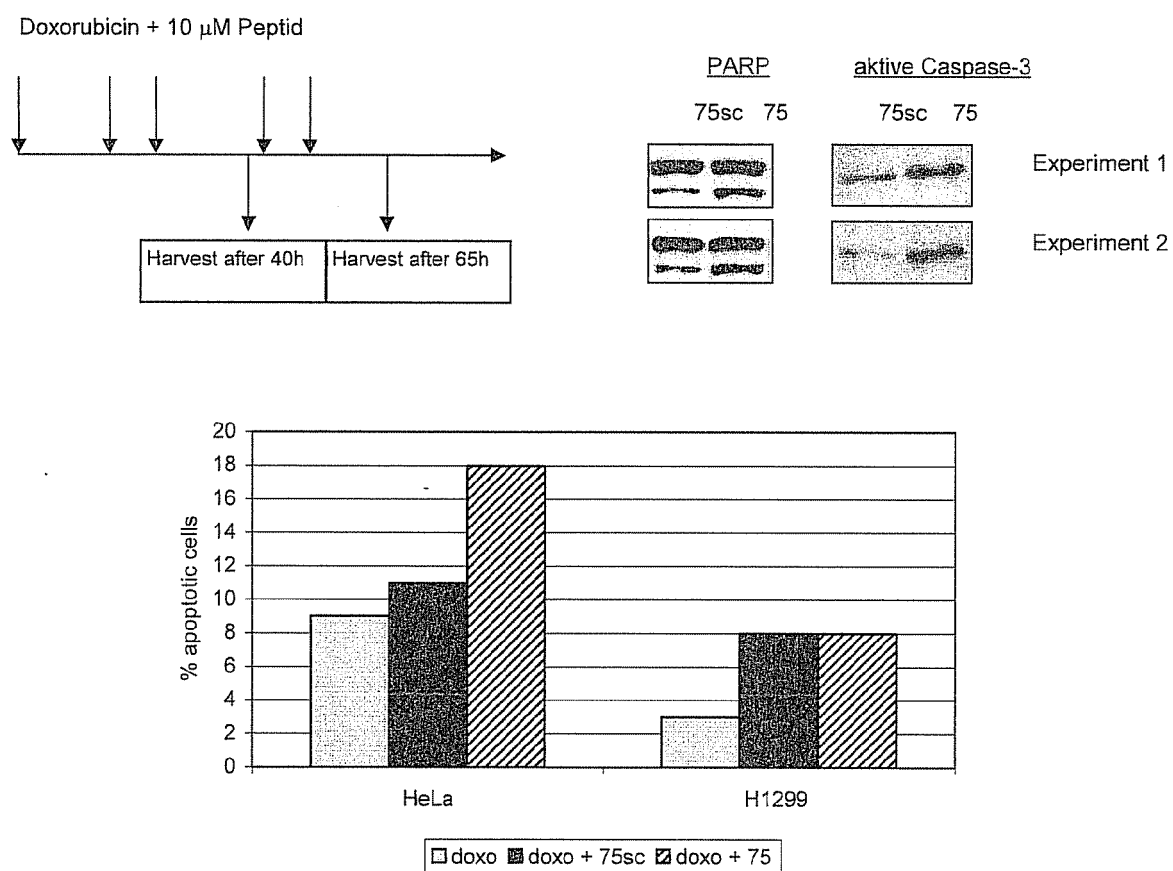 Doxorubicin + 10 µM Peptid
Harvest after 40h
Harvest after 65h
PARP
aktive Caspase-3
75sc 75
75sc 75
Experiment 1
Experiment 2
% apoptotic cells
20
18
16
14
12
10
8
6
4
2
0
HeLa
H1299
doxo
doxo + 75sc
doxo + 75